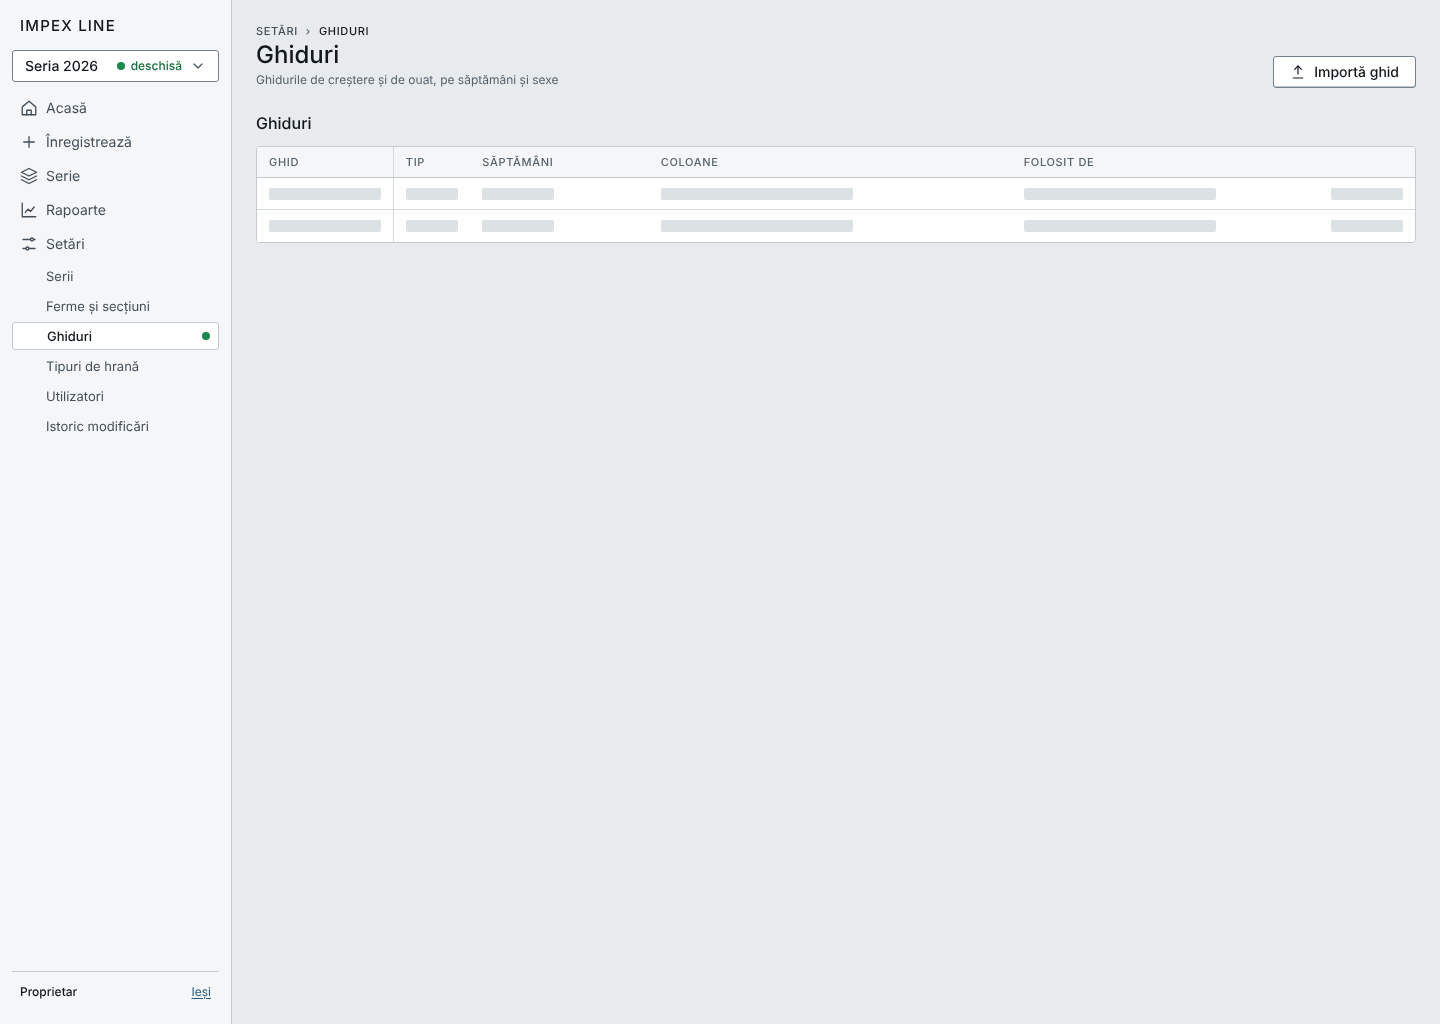 IMPEX LINE
Seria 2026 deschisă
Acasă
Înregistrează
Serie
Rapoarte
Setări
Serii
Ferme și secțiuni
Ghiduri
Tipuri de hrană
Utilizatori
Istoric modificări
Proprietar Ieși
SETĂRI › GHIDURI
Ghiduri
Ghidurile de creștere și de ouat, pe săptămâni și sexe
Importă ghid
Ghiduri
GHID TIP SĂPTĂMÂNI COLOANE FOLOSIT DE